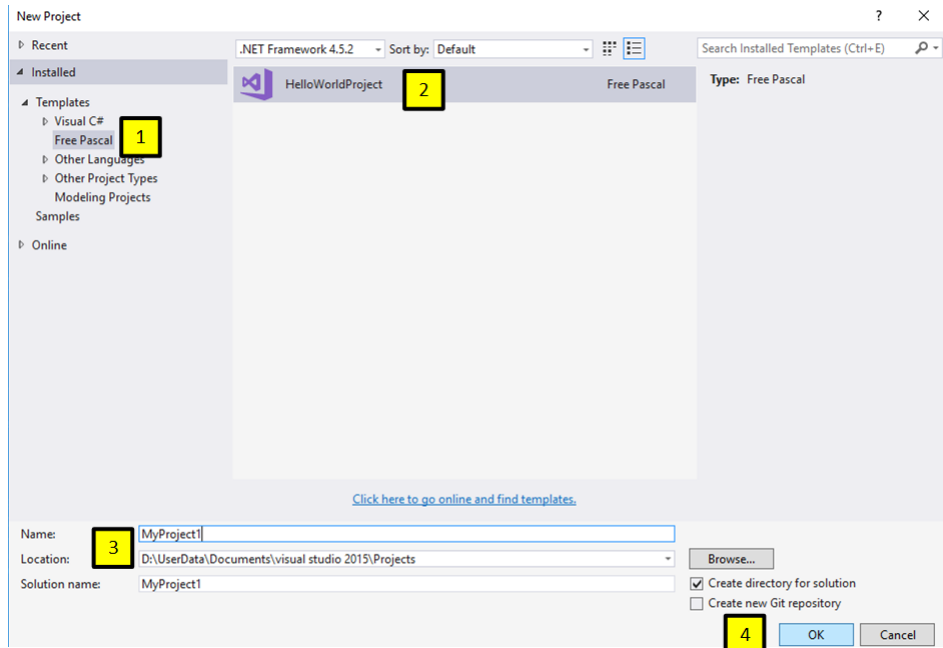 New Project
?
Recent
.NET Framework 4.5.2
Sort by:
Default
Search Installed Templates (Ctrl+E)
Installed
HelloWorldProject
2
Free Pascal
Type: Free Pascal
Templates
Visual C#
1
Free Pascal
Other Languages
Other Project Types
Modeling Projects
Samples
Online
Click here to go online and find templates.
Name:
MyProject1
3
Location:
D:\UserData\Documents\visual studio 2015\Projects
Browse...
Solution name:
MyProject1
Create directory for solution
Create new Git repository
4
OK
Cancel